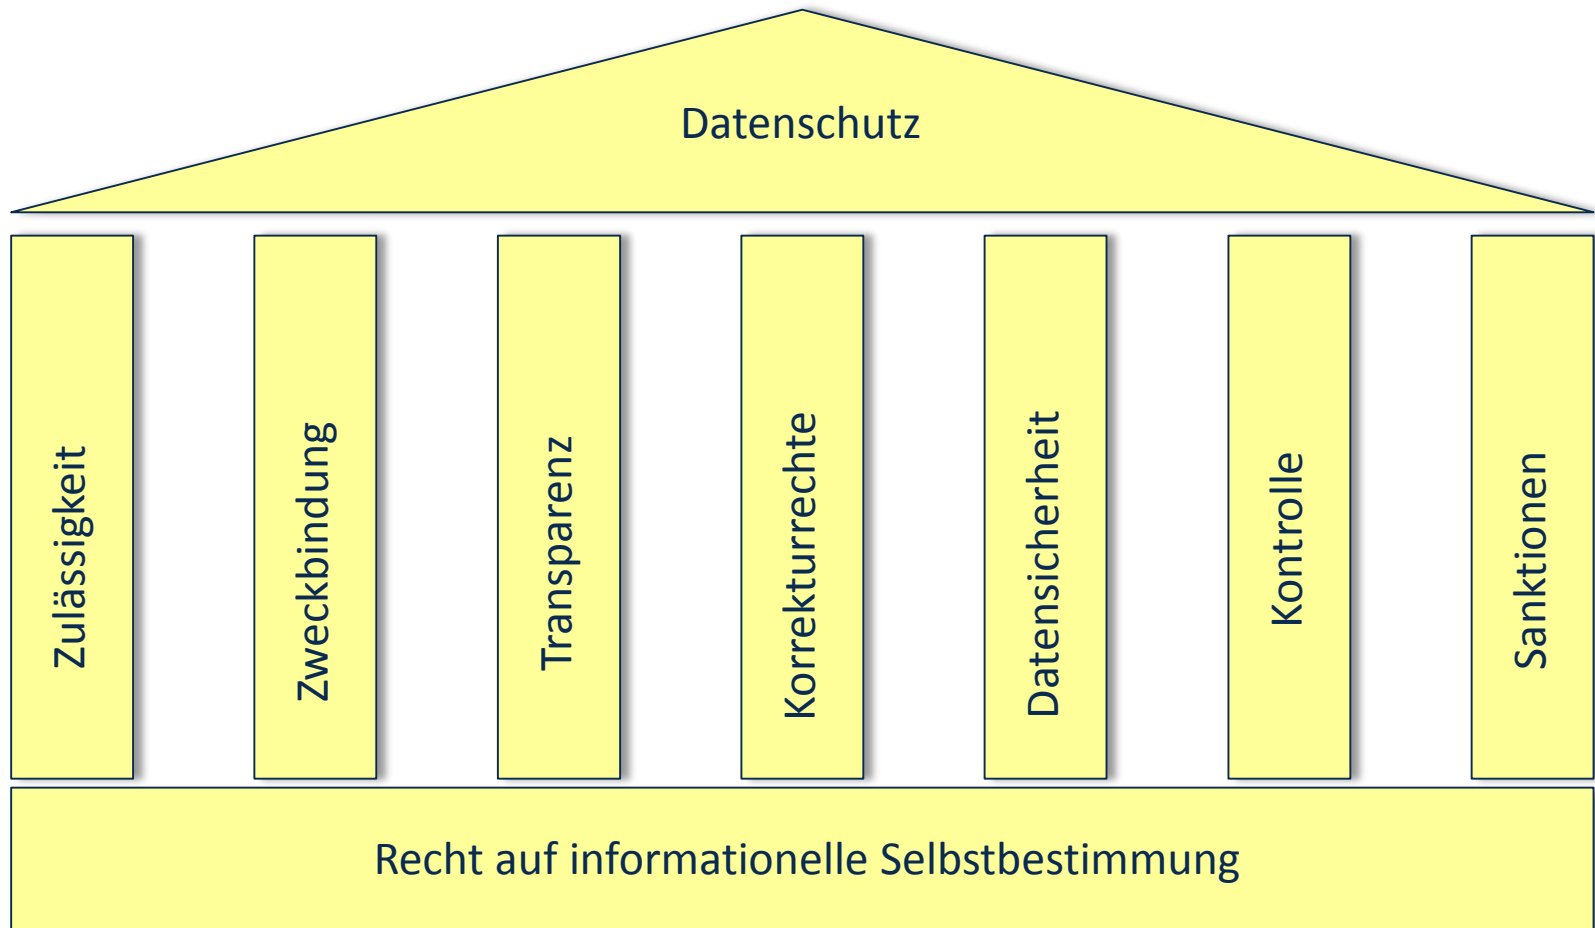 Datenschutz
Zulässigkeit
Zweckbindung
Transparenz
Korrekturrechte
Datensicherheit
Kontrolle
Sanktionen
Recht auf informationelle Selbstbestimmung